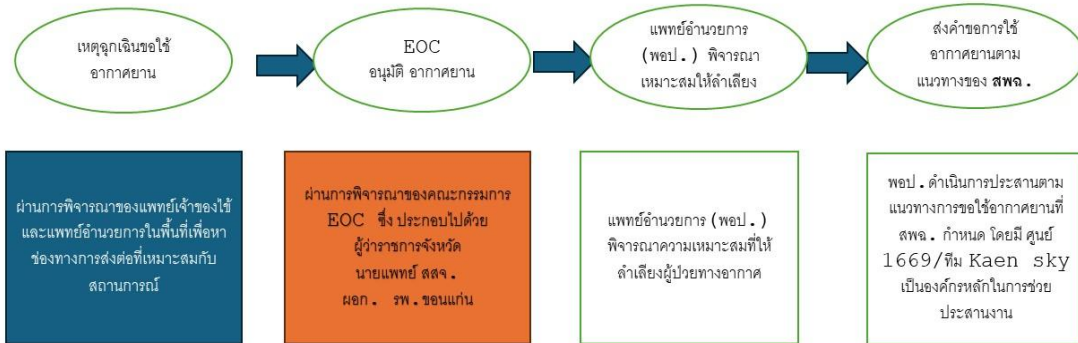 เหตุฉุกเฉินขอใช้
อากาศยาน
EOC
อนุมัติ อากาศยาน
แพทย์อำนวยการ
(พอป.) พิจารณา
เหมาะสมให้ลำเลียง
ส่งคำขอการใช้
อากาศยานตาม
แนวทางของ สพฉ.
ผ่านการพิจารณาของแพทย์เจ้าของไข้
และแพทย์อำนวยการในพื้นที่เพื่อหา
ช่องทางการส่งต่อที่เหมาะสมกับ
สถานการณ์
ผ่านการพิจารณาของคณะกรรมการ
EOC ซึ่ง ประกอบไปด้วย
ผู้ว่าราชการจังหวัด
นายแพทย์ สสจ.
ผอก. รพ.ขอนแก่น
แพทย์อำนวยการ (พอป.)
พิจารณาความเหมาะสมที่ให้
ลำเลียงผู้ป่วยทางอากาศ
พอป.ดำเนินการประสานตาม
แนวทางการขอใช้อากาศยานที่
สพฉ. กำหนด โดยมี ศูนย์
1669/ทีม Kaen sky
เป็นองค์กรหลักในการช่วย
ประสานงาน